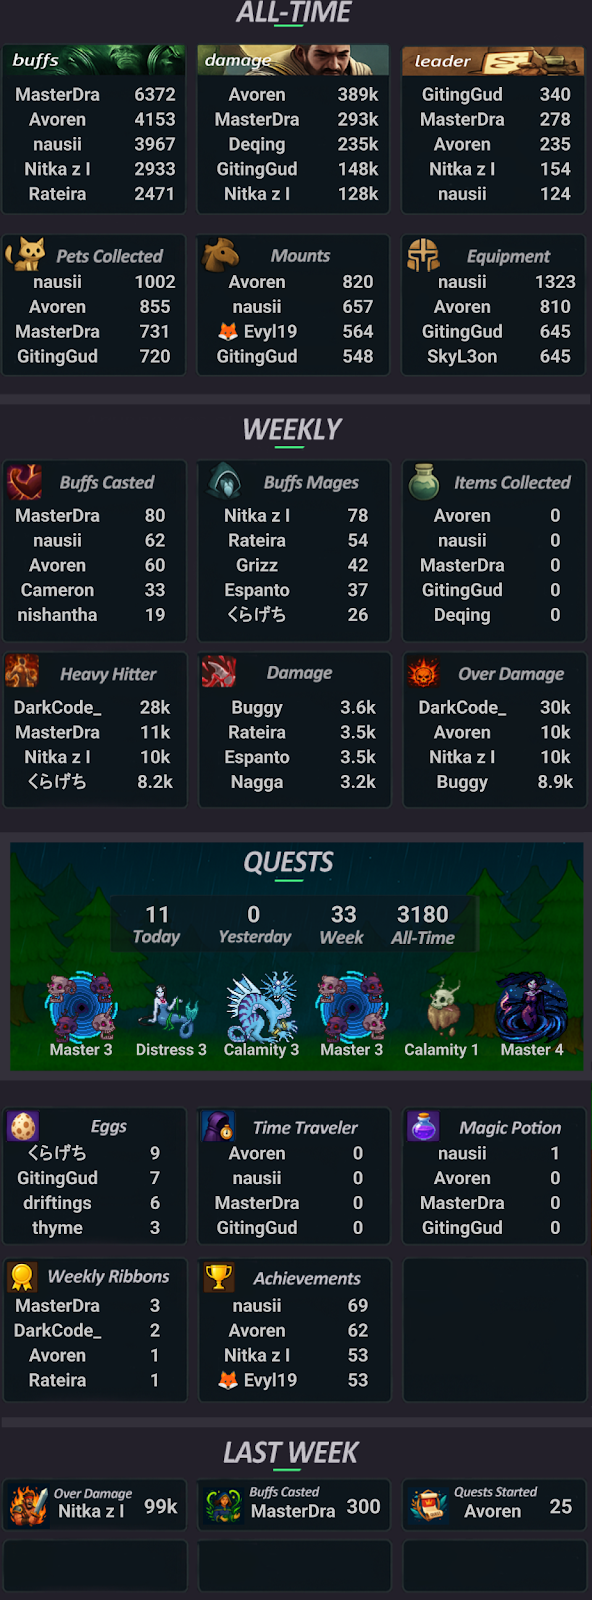 ALL-TIME
buffs
MasterDra 6372
Avoren 4153
nausii 3967
Nitka z I 2933
Rateira 2471
damage
Avoren 389k
MasterDra 293k
Deqing 235k
GitingGud 148k
Nitka z I 128k
leader
GitingGud 340
MasterDra 278
Avoren 235
Nitka z I 154
nausii 124
Pets Collected
nausii 1002
Avoren 855
MasterDra 731
GitingGud 720
Mounts
Avoren 820
nausii 657
🦊 Evyl19 564
GitingGud 548
Equipment
nausii 1323
Avoren 810
GitingGud 645
SkyL3on 645
WEEKLY
Buffs Casted
MasterDra 80
nausii 62
Avoren 60
Cameron 33
nishantha 19
Buffs Mages
Nitka z I 78
Rateira 54
Grizz 42
Espanto 37
くらげち 26
Items Collected
Avoren 0
nausii 0
MasterDra 0
GitingGud 0
Deqing 0
Heavy Hitter
DarkCode_ 28k
MasterDra 11k
Nitka z I 10k
くらげち 8.2k
Damage
Buggy 3.6k
Rateira 3.5k
Espanto 3.5k
Nagga 3.2k
Over Damage
DarkCode_ 30k
Avoren 10k
Nitka z I 10k
Buggy 8.9k
QUESTS
11 0 33 3180
Today Yesterday Week All-Time
Master 3 Distress 3 Calamity 3 Master 3 Calamity 1 Master 4
Eggs
くらげち 9
GitingGud 7
driftings 6
thyme 3
Time Traveler
Avoren 0
nausii 0
MasterDra 0
GitingGud 0
Magic Potion
nausii 1
Avoren 0
MasterDra 0
GitingGud 0
Weekly Ribbons
MasterDra 3
DarkCode_ 2
Avoren 1
Rateira 1
Achievements
nausii 69
Avoren 62
Nitka z I 53
🦊 Evyl19 53
LAST WEEK
Over Damage
Nitka z I 99k
Buffs Casted
MasterDra 300
Quests Started
Avoren 25